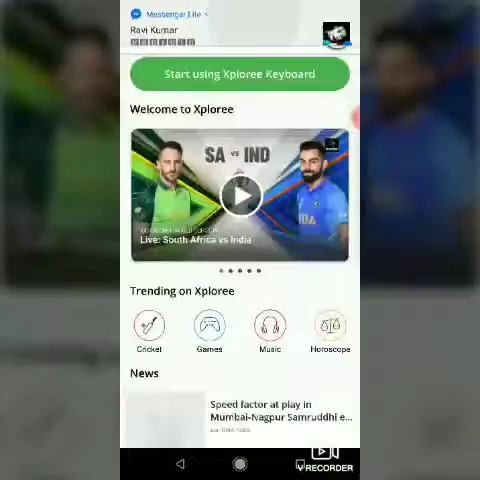 Messenger Lite
Ravi Kumar
Start using Xploree Keyboard
Welcome to Xploree
SA vs IND
Live: South Africa vs India
Trending on Xploree
Cricket
Games
Music
Horoscope
News
Speed factor at play in
Mumbai-Nagpur Samruddhi e...
RECORDER